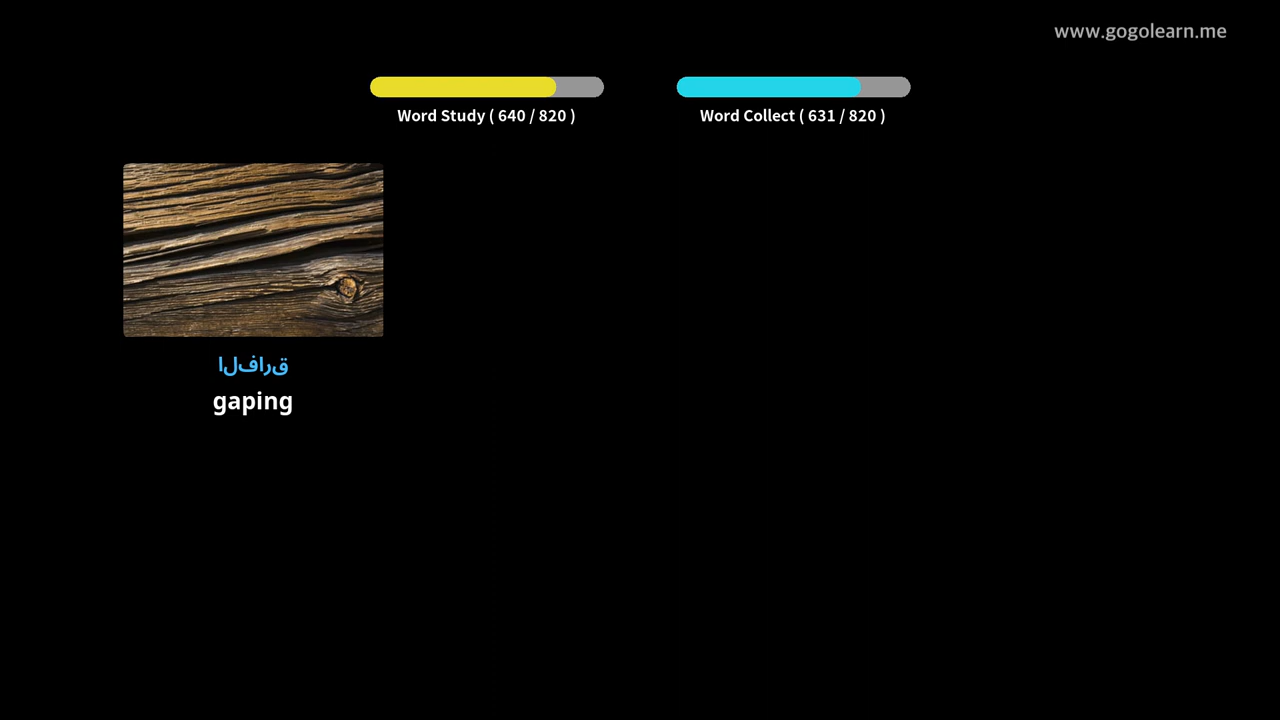 www.gogolearn.me
Word Study ( 640 / 820 )
Word Collect ( 631 / 820 )
الفارق
gaping